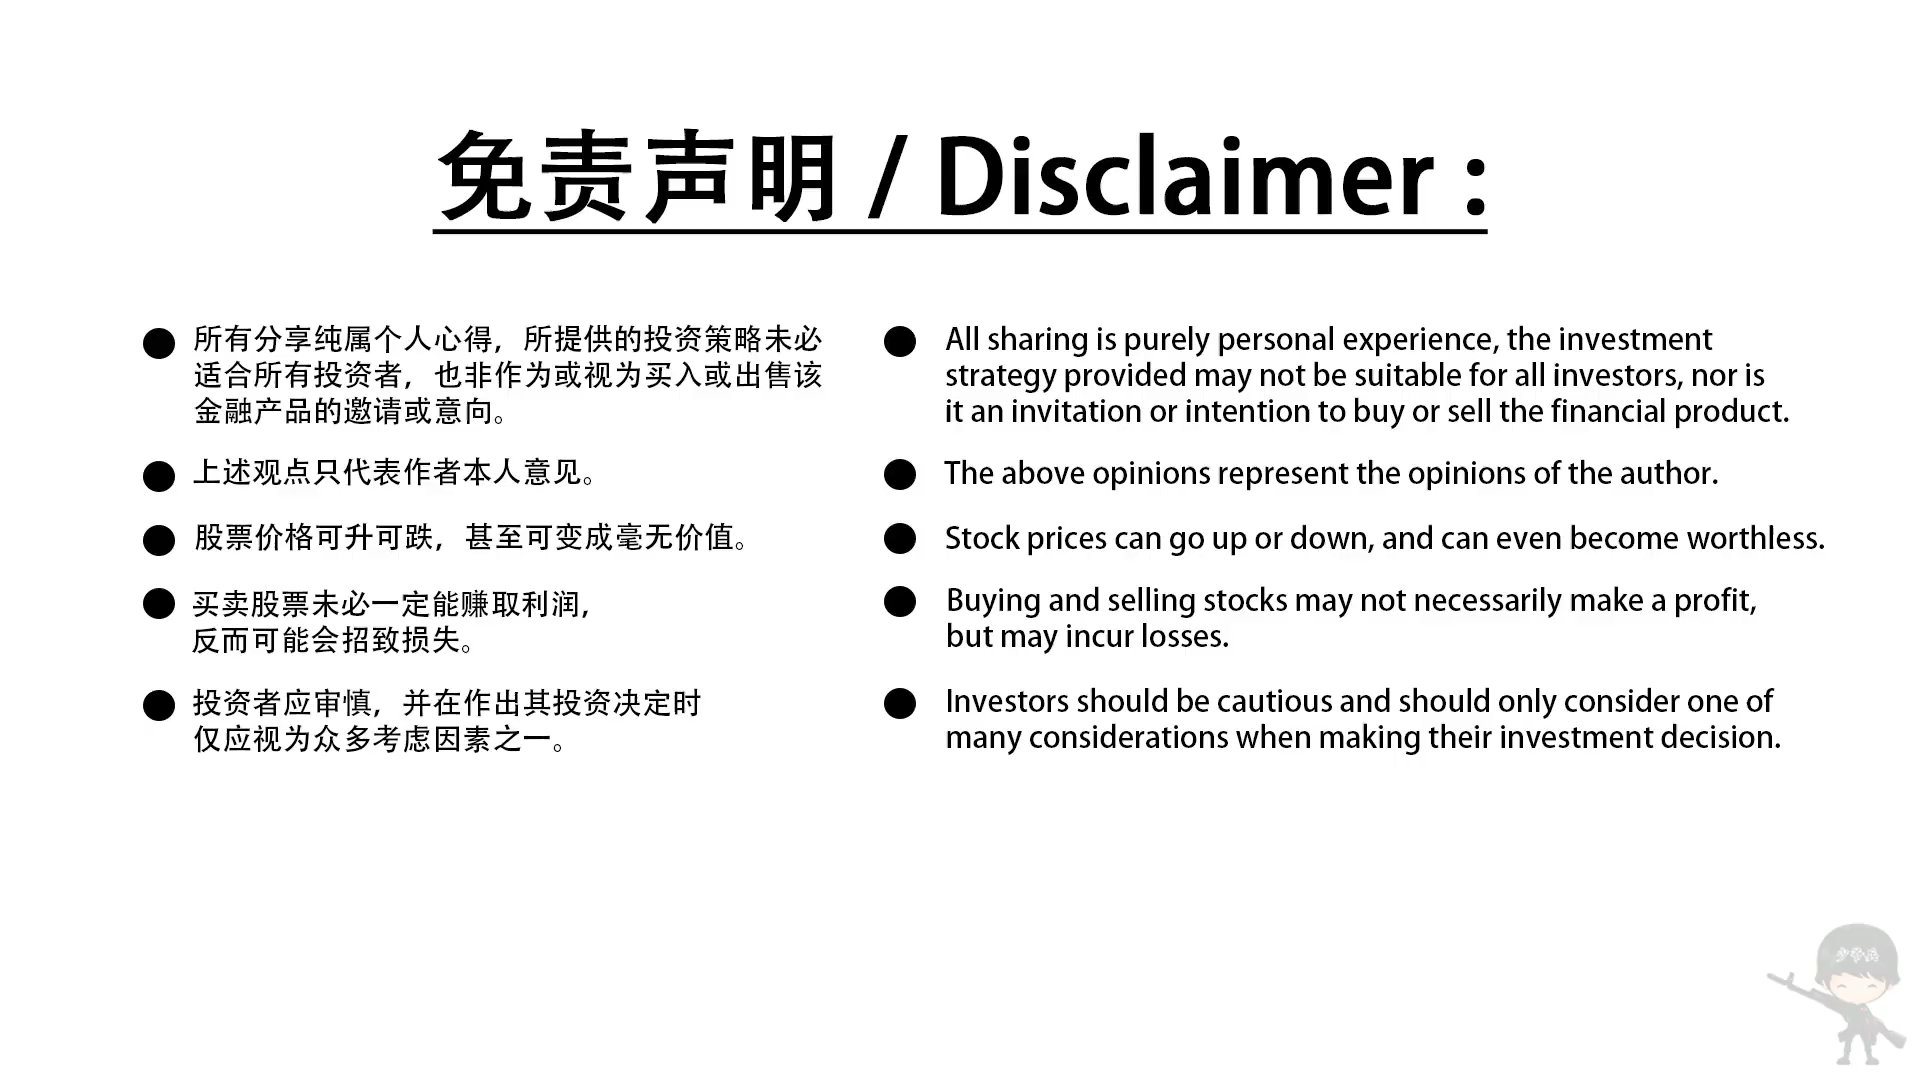 免责声明 / Disclaimer :
所有分享纯属个人心得，所提供的投资策略未必
适合所有投资者，也非作为或视为买入或出售该
金融产品的邀请或意向。
上述观点只代表作者本人意见。
股票价格可升可跌，甚至可变成毫无价值。
买卖股票未必一定能赚取利润，
反而可能会招致损失。
投资者应审慎，并在作出其投资决定时
仅应视为众多考虑因素之一。
All sharing is purely personal experience, the investment
strategy provided may not be suitable for all investors, nor is
it an invitation or intention to buy or sell the financial product.
The above opinions represent the opinions of the author.
Stock prices can go up or down, and can even become worthless.
Buying and selling stocks may not necessarily make a profit,
but may incur losses.
Investors should be cautious and should only consider one of
many considerations when making their investment decision.